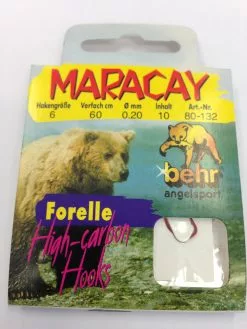 MARACAY
Hakengröße Vorfach cm Ø mm Inhalt Art.-Nr.
6 60 0.20 10 80-132
behr
angelsport
Forelle
High-carbon
Hooks